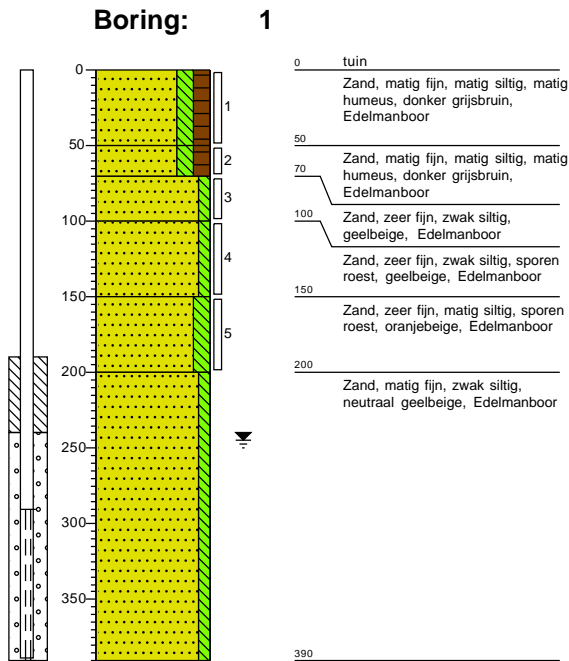 Boring: 1
0
50
100
150
200
250
300
350
1
2
3
4
5
0 tuin
Zand, matig fijn, matig siltig, matig
humeus, donker grijsbruin,
Edelmanboor
50
Zand, matig fijn, matig siltig, matig
humeus, donker grijsbruin,
Edelmanboor
70
Zand, zeer fijn, zwak siltig,
geelbeige, Edelmanboor
100
Zand, zeer fijn, zwak siltig, sporen
roest, geelbeige, Edelmanboor
150
Zand, zeer fijn, matig siltig, sporen
roest, oranjebeige, Edelmanboor
200
Zand, matig fijn, zwak siltig,
neutraal geelbeige, Edelmanboor
390